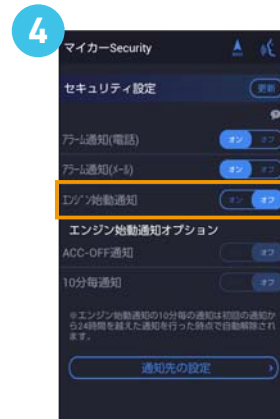 4
マイカーSecurity
セキュリティ設定 更新
アラーム通知(電話) オン オフ
アラーム通知(メール) オン オフ
エンジン始動通知 オン オフ
エンジン始動通知オプション
ACC-OFF通知 オフ
10分毎通知 オフ
※エンジン始動通知の10分毎の通知は初回の通知か
ら24時間を越えた通知を行った時点で自動解除され
ます。
通知先の設定